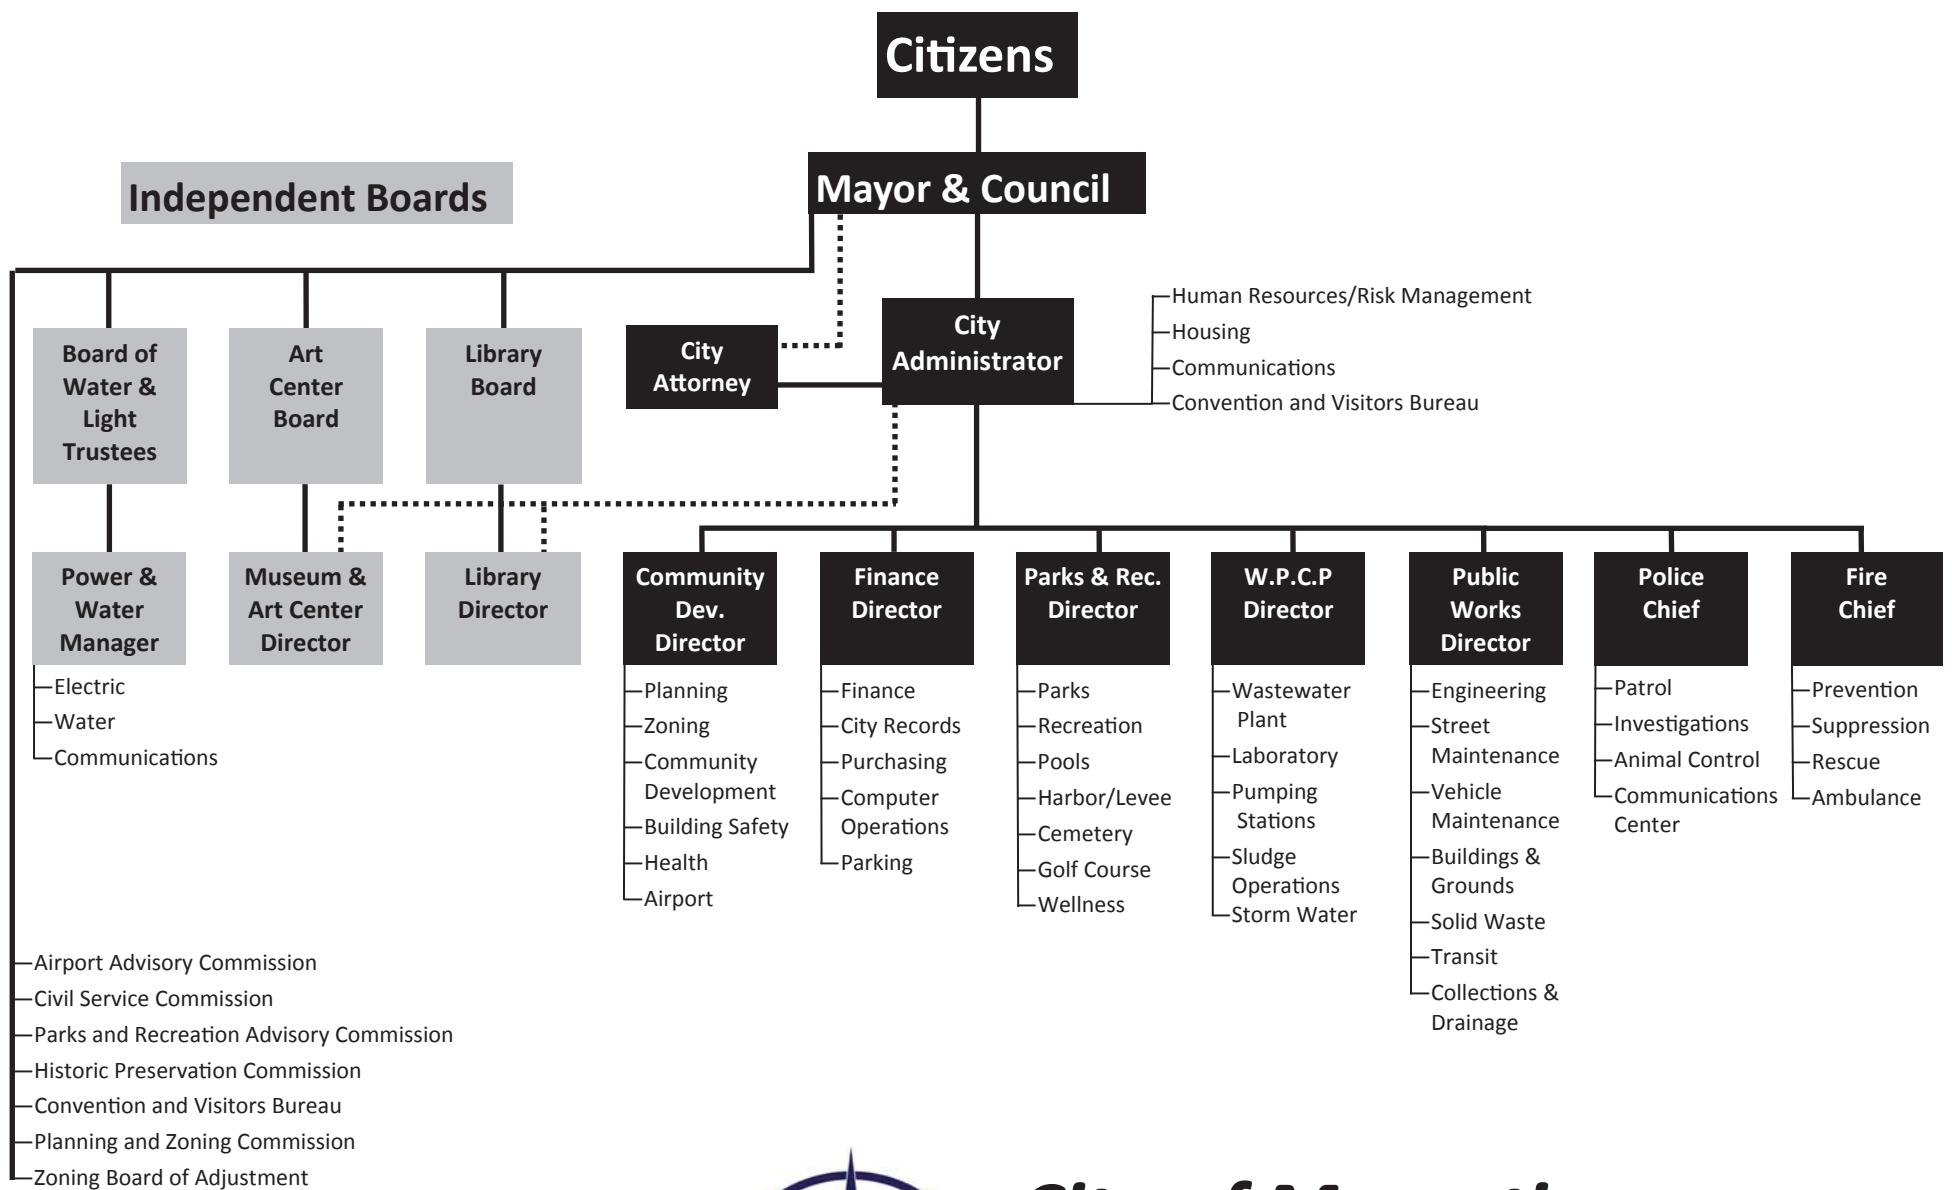 Citizens
Mayor & Council
Independent Boards
Board of
Water &
Light
Trustees
Art
Center
Board
Library
Board
City
Attorney
City
Administrator
Human Resources/Risk Management
Housing
Communications
Convention and Visitors Bureau
Power &
Water
Manager
Electric
Water
Communications
Museum &
Art Center
Director
Library
Director
Community
Dev.
Director
Planning
Zoning
Community
Development
Building Safety
Health
Airport
Finance
Director
Finance
City Records
Purchasing
Computer
Operations
Parking
Parks & Rec.
Director
Parks
Recreation
Pools
Harbor/Levee
Cemetery
Golf Course
Wellness
W.P.C.P
Director
Wastewater
Plant
Laboratory
Pumping
Stations
Sludge
Operations
Storm Water
Public
Works
Director
Engineering
Street
Maintenance
Vehicle
Maintenance
Buildings &
Grounds
Solid Waste
Transit
Collections &
Drainage
Police
Chief
Patrol
Investigations
Animal Control
Communications
Center
Fire
Chief
Prevention
Suppression
Rescue
Ambulance
Airport Advisory Commission
Civil Service Commission
Parks and Recreation Advisory Commission
Historic Preservation Commission
Convention and Visitors Bureau
Planning and Zoning Commission
Zoning Board of Adjustment
City of